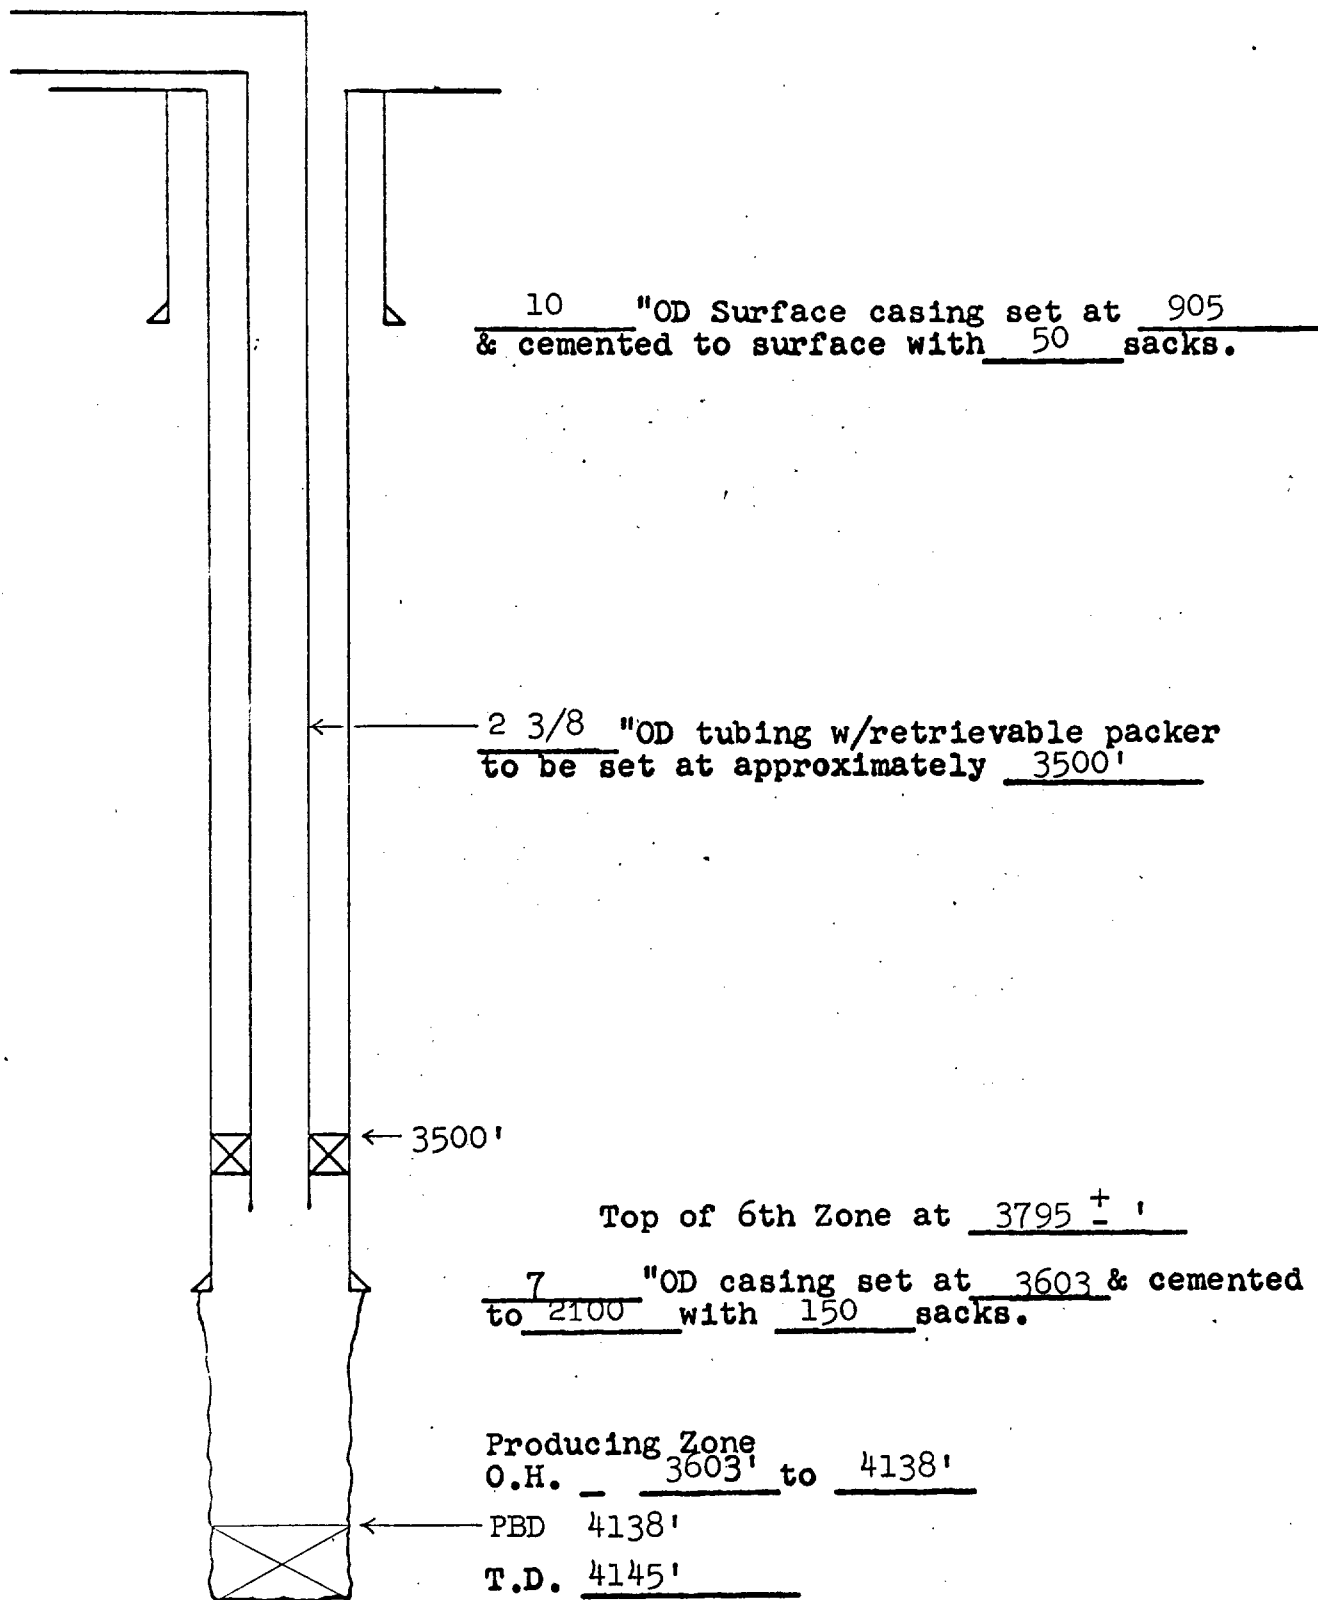 10 "OD Surface casing set at 905
& cemented to surface with 50 sacks.
2 3/8 "OD tubing w/retrievable packer
to be set at approximately 3500'
3500'
Top of 6th Zone at 3795 ± '
7 "OD casing set at 3603 & cemented
to 2100 with 150 sacks.
Producing Zone
O.H. _ 3603' to 4138'
PBD 4138'
T.D. 4145'